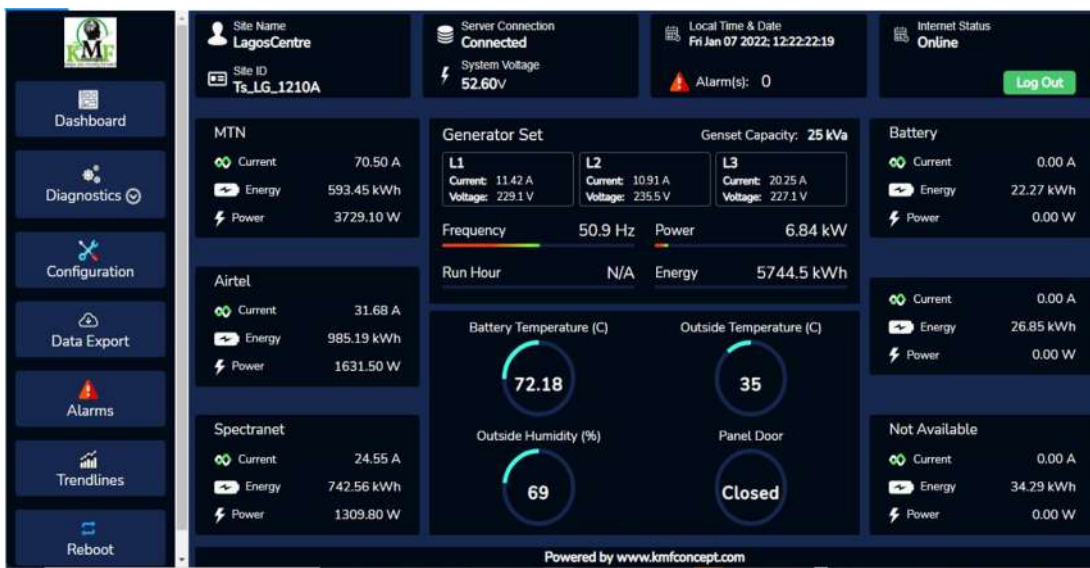 KMF
Dashboard
Diagnostics
Configuration
Data Export
Alarms
Trendlines
Reboot
Site Name
LagosCentre
Site ID
Ts_LG_1210A
Server Connection
Connected
System Voltage
52.60V
Local Time & Date
Fri Jan 07 2022; 12:22:22:19
Alarm(s): 0
Internet Status
Online
Log Out
MTN
Current 70.50 A
Energy 593.45 kWh
Power 3729.10 W
Airtel
Current 31.68 A
Energy 985.19 kWh
Power 1631.50 W
Spectranet
Current 24.55 A
Energy 742.56 kWh
Power 1309.80 W
Generator Set Genset Capacity: 25 kVa
L1
Current: 11.42 A
Voltage: 229.1 V
L2
Current: 10.91 A
Voltage: 235.5 V
L3
Current: 20.25 A
Voltage: 227.1 V
Frequency 50.9 Hz Power 6.84 kW
Run Hour N/A Energy 5744.5 kWh
Battery Temperature (C)
72.18
Outside Temperature (C)
35
Outside Humidity (%)
69
Panel Door
Closed
Battery
Current 0.00 A
Energy 22.27 kWh
Power 0.00 W
Current 0.00 A
Energy 26.85 kWh
Power 0.00 W
Not Available
Current 0.00 A
Energy 34.29 kWh
Power 0.00 W
Powered by www.kmfconcept.com